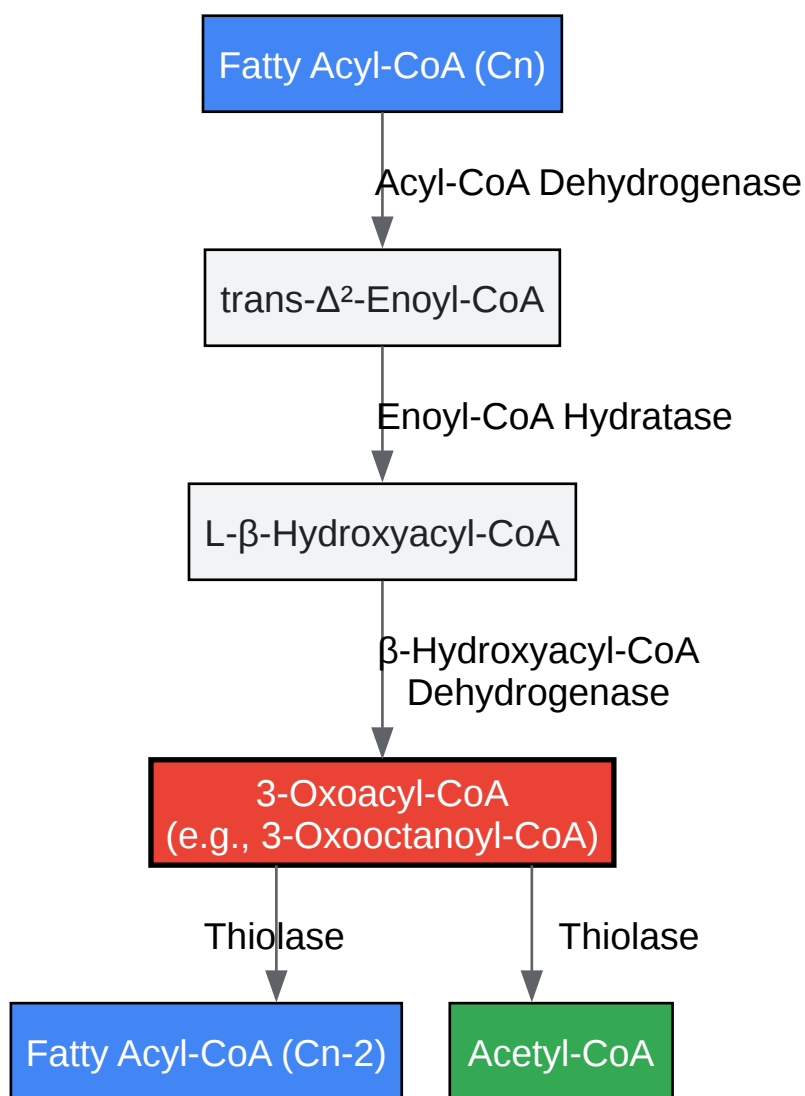 Fatty Acyl-CoA (Cn)
Acyl-CoA Dehydrogenase
trans-Δ²-Enoyl-CoA
Enoyl-CoA Hydratase
L-β-Hydroxyacyl-CoA
β-Hydroxyacyl-CoA
Dehydrogenase
3-Oxoacyl-CoA
(e.g., 3-Oxooctanoyl-CoA)
Thiolase
Thiolase
Fatty Acyl-CoA (Cn-2)
Acetyl-CoA